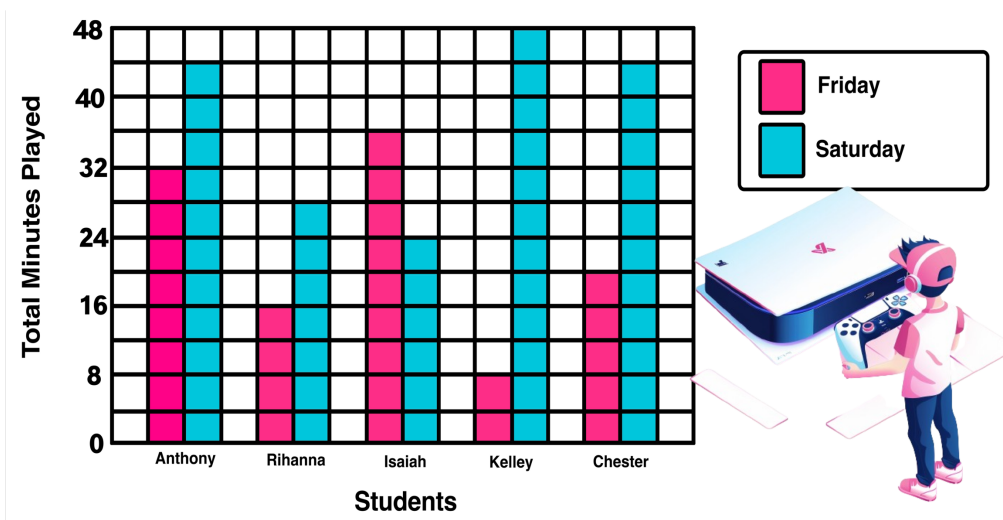 Total Minutes Played
48
40
32
24
16
8
0
Anthony Rihanna Isaiah Kelley Chester
Students
Friday
Saturday